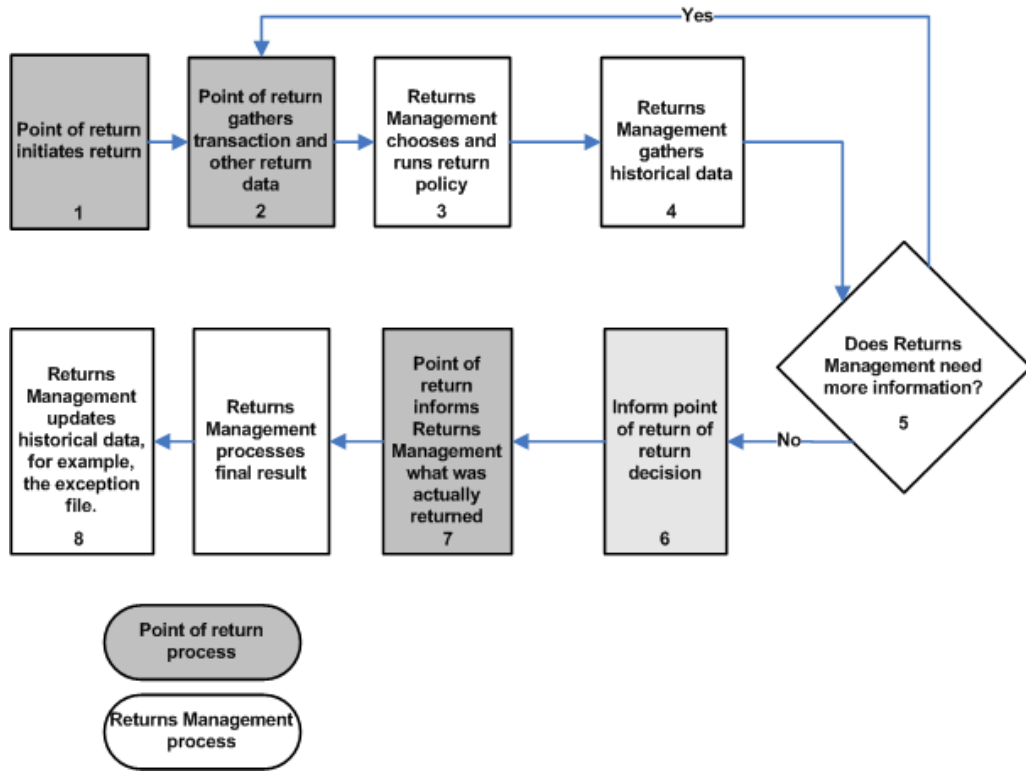 Yes
Point of return
initiates return
1
Point of return
gathers
transaction and
other return
data
2
Returns
Management
chooses and
runs return
policy
3
Returns
Management
gathers
historical data
4
Does Returns
Management need
more information?
5
No
Inform point
of return of
return
decision
6
Point of
return
informs
Returns
Management
what was
actually
returned
7
Returns
Management
processes
final result
Returns
Management
updates
historical data,
for example,
the exception
file.
8
Point of return
process
Returns Management
process